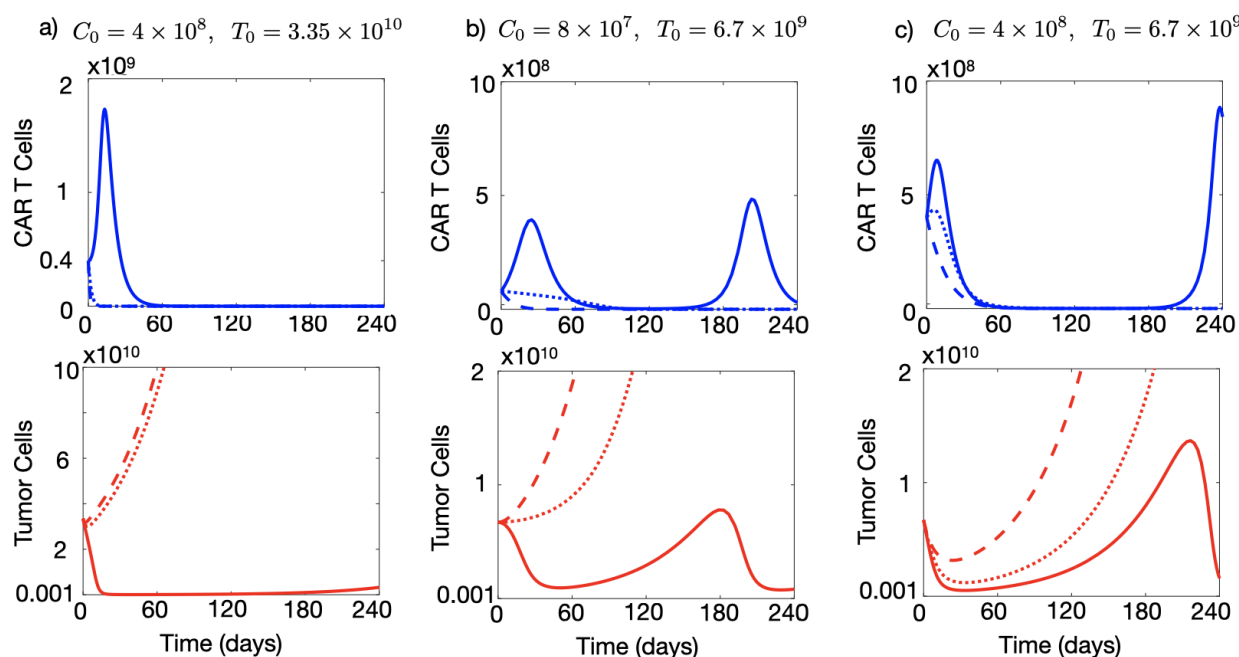 a) C₀ = 4 × 10⁸, T₀ = 3.35 × 10¹⁰
x10⁹
2
1
0.4
0
CAR T Cells
0 60 120 180 240
x10¹⁰
10
6
2
0.001
Tumor Cells
0 60 120 180 240
Time (days)
b) C₀ = 8 × 10⁷, T₀ = 6.7 × 10⁹
x10⁸
10
5
0
CAR T Cells
0 60 120 180 240
x10¹⁰
2
1
0.001
Tumor Cells
0 60 120 180 240
Time (days)
c) C₀ = 4 × 10⁸, T₀ = 6.7 × 10⁹
x10⁸
10
5
0
CAR T Cells
0 60 120 180 240
x10¹⁰
2
1
0.001
Tumor Cells
0 60 120 180 240
Time (days)